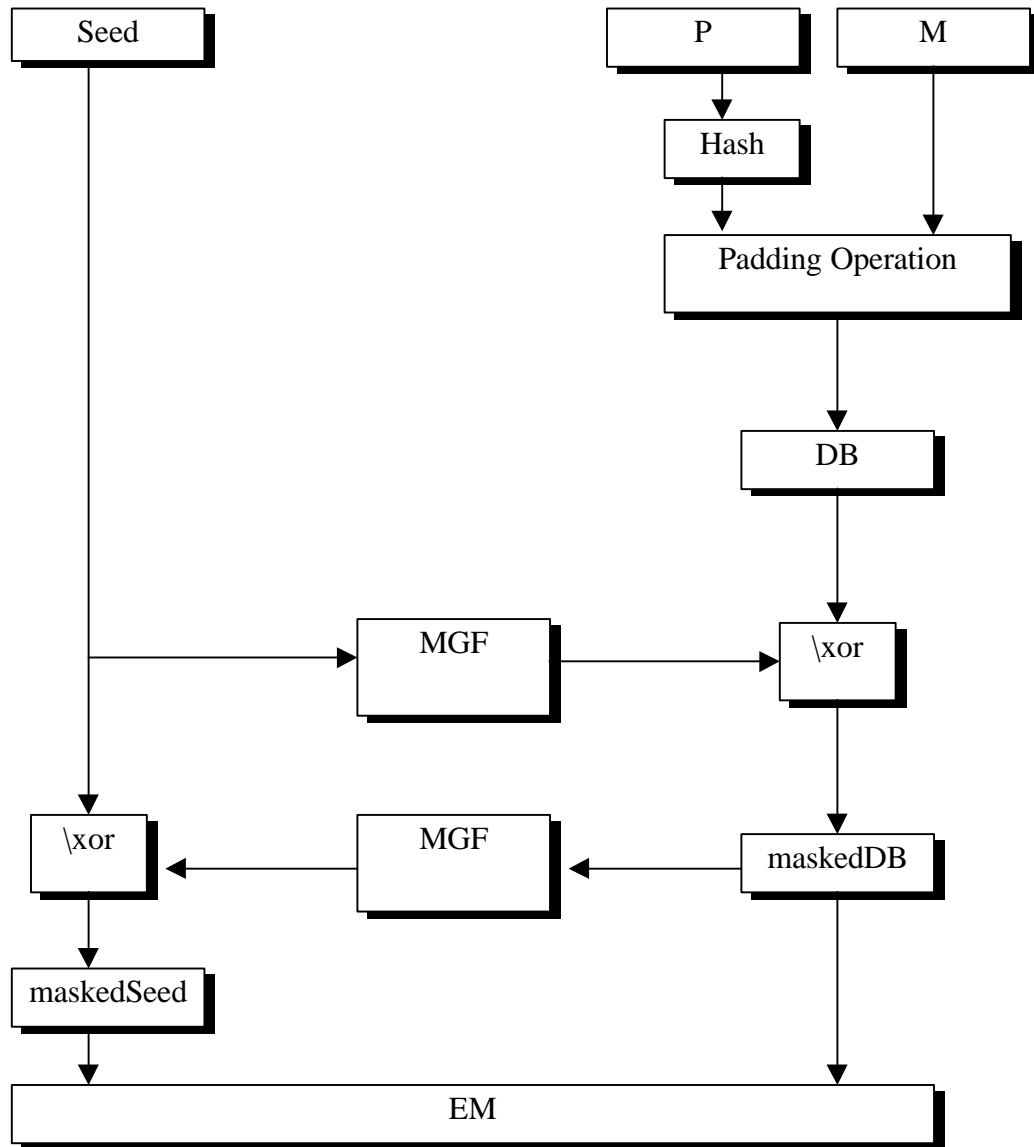 Seed
P
M
Hash
Padding Operation
DB
MGF
\xor
\xor
MGF
maskedDB
maskedSeed
EM